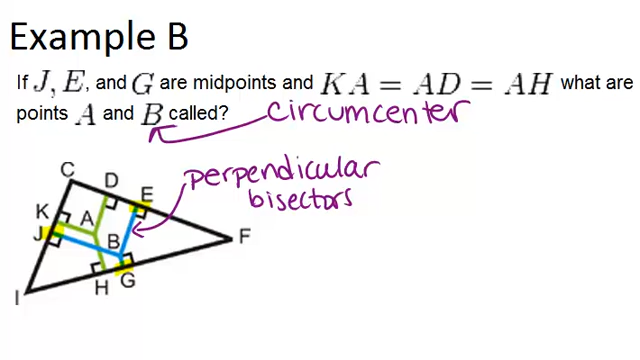 Example B
If J, E, and G are midpoints and KA = AD = AH what are
points A and B called?
circumcenter
perpendicular
bisectors
C
D
E
K
A
J
B
F
H
G
I